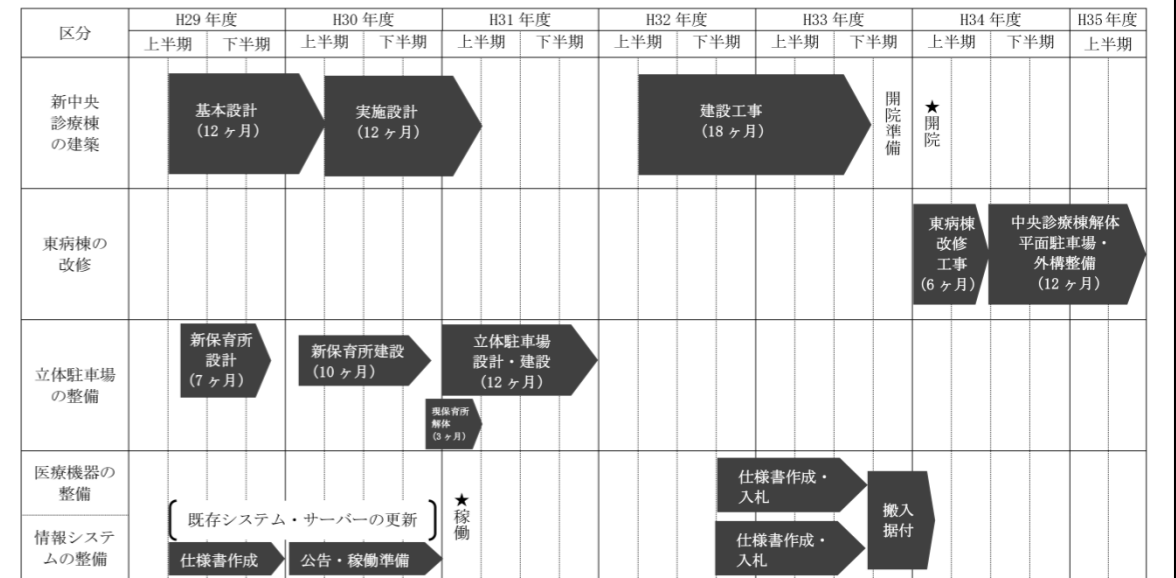 区分
H29 年度
H30 年度
H31 年度
H32 年度
H33 年度
H34 年度
H35 年度
上半期
下半期
上半期
下半期
上半期
下半期
上半期
下半期
上半期
下半期
上半期
下半期
上半期
新中央
診療棟
の建築
基本設計
(12 ヶ月)
実施設計
(12 ヶ月)
建設工事
(18 ヶ月)
開院準備
★開院
東病棟の
改修
東病棟
改修
工事
(6 ヶ月)
中央診療棟解体
平面駐車場・
外構整備
(12 ヶ月)
立体駐車場
の整備
新保育所
設計
(7 ヶ月)
新保育所建設
(10 ヶ月)
立体駐車場
設計・建設
(12 ヶ月)
現保育所
解体
(3 ヶ月)
医療機器の
整備
仕様書作成・
入札
搬入
据付
情報システ
ムの整備
既存システム・サーバーの更新
★稼働
仕様書作成
公告・稼働準備
仕様書作成・
入札